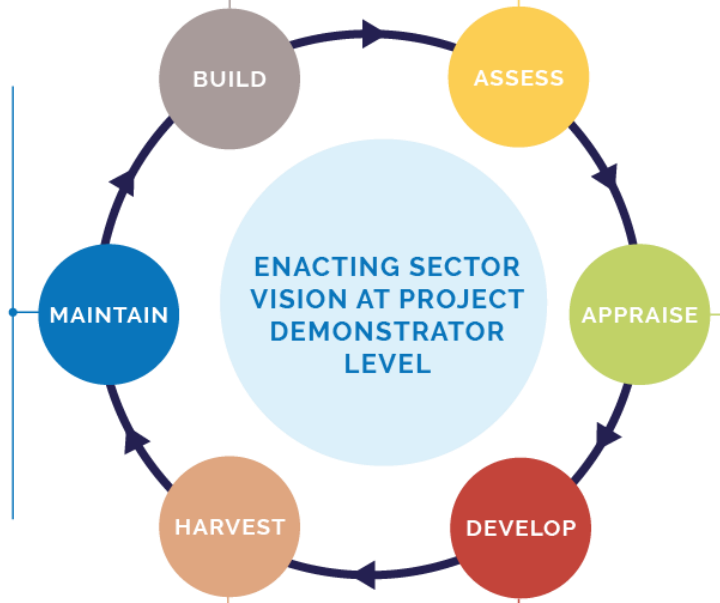 BUILD
ASSESS
ENACTING SECTOR
VISION AT PROJECT
DEMONSTRATOR
LEVEL
MAINTAIN
APPRAISE
HARVEST
DEVELOP